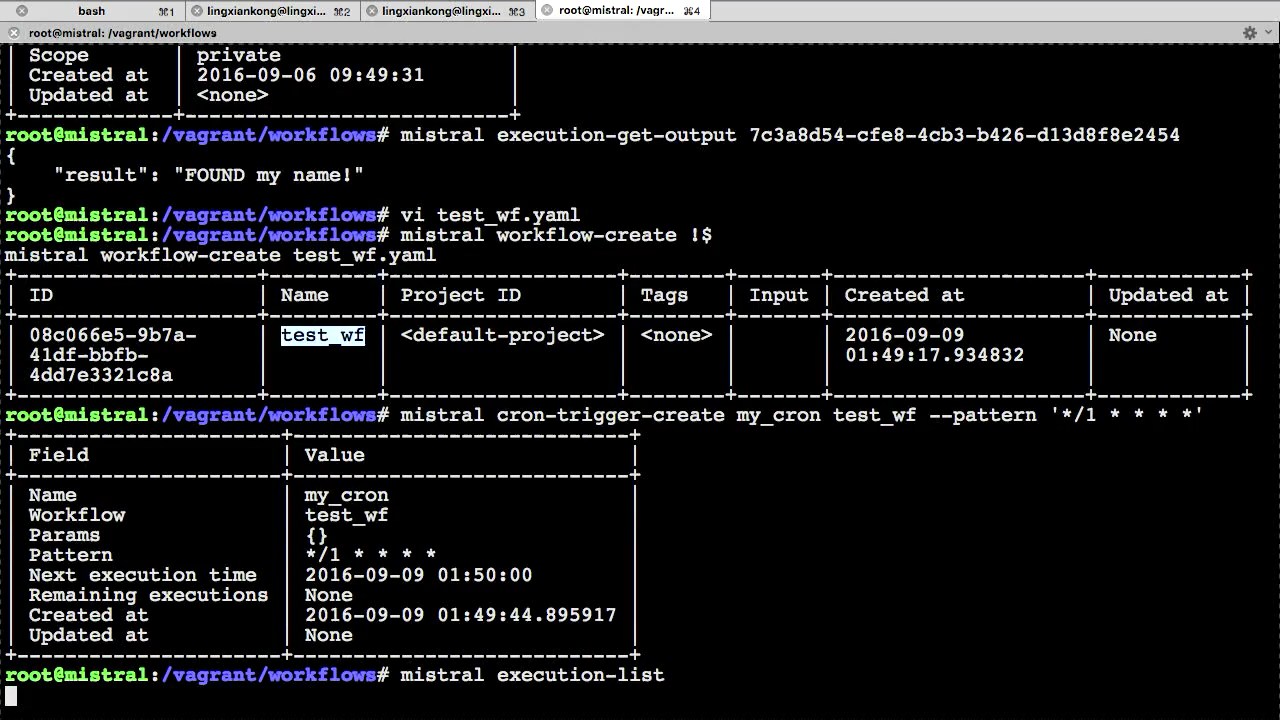 bash ⌘1 lingxiankong@lingxi... ⌘2 lingxiankong@lingxi... ⌘3 root@mistral: /vagr... ⌘4
root@mistral: /vagrant/workflows
| Scope | private |
| Created at | 2016-09-06 09:49:31 |
| Updated at | <none> |
+-------------+---------------------------+
root@mistral:/vagrant/workflows# mistral execution-get-output 7c3a8d54-cfe8-4cb3-b426-d13d8f8e2454
{
    "result": "FOUND my name!"
}
root@mistral:/vagrant/workflows# vi test_wf.yaml
root@mistral:/vagrant/workflows# mistral workflow-create !$
mistral workflow-create test_wf.yaml
+--------------------+---------+-------------------+--------+-------+---------------------+------------+
| ID | Name | Project ID | Tags | Input | Created at | Updated at |
+--------------------+---------+-------------------+--------+-------+---------------------+------------+
| 08c066e5-9b7a- | test_wf | <default-project> | <none> | | 2016-09-09 | None |
| 41df-bbfb- | | | | | 01:49:17.934832 | |
| 4dd7e3321c8a | | | | | | |
+--------------------+---------+-------------------+--------+-------+---------------------+------------+
root@mistral:/vagrant/workflows# mistral cron-trigger-create my_cron test_wf --pattern '*/1 * * * *'
+----------------------+----------------------------+
| Field | Value |
+----------------------+----------------------------+
| Name | my_cron |
| Workflow | test_wf |
| Params | {} |
| Pattern | */1 * * * * |
| Next execution time | 2016-09-09 01:50:00 |
| Remaining executions | None |
| Created at | 2016-09-09 01:49:44.895917 |
| Updated at | None |
+----------------------+----------------------------+
root@mistral:/vagrant/workflows# mistral execution-list